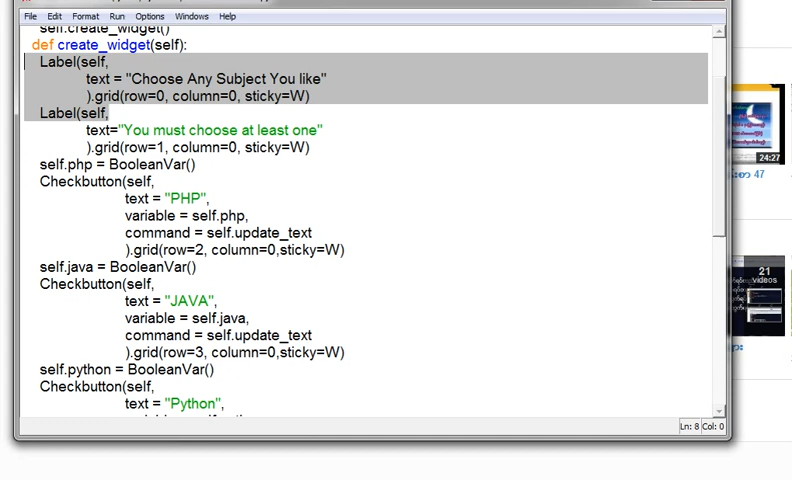 File Edit Format Run Options Windows Help
self.create_widget()
def create_widget(self):
Label(self,
text = "Choose Any Subject You like"
).grid(row=0, column=0, sticky=W)
Label(self,
text="You must choose at least one"
).grid(row=1, column=0, sticky=W)
self.php = BooleanVar()
Checkbutton(self,
text = "PHP",
variable = self.php,
command = self.update_text
).grid(row=2, column=0,sticky=W)
self.java = BooleanVar()
Checkbutton(self,
text = "JAVA",
variable = self.java,
command = self.update_text
).grid(row=3, column=0,sticky=W)
self.python = BooleanVar()
Checkbutton(self,
text = "Python",
Ln: 8 Col: 0
24:27
47
21
videos